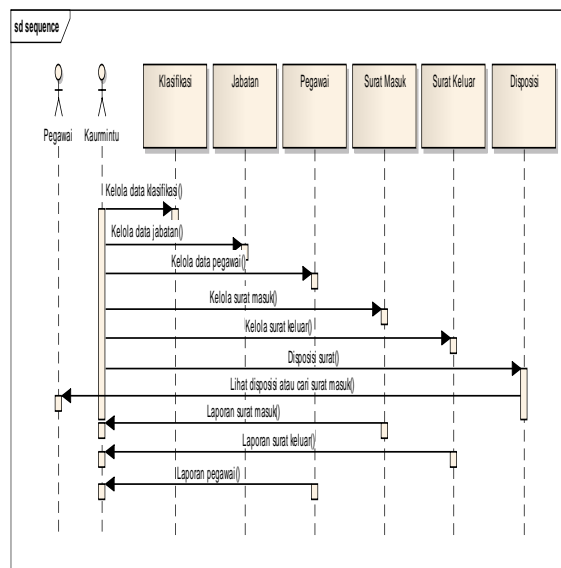 sd sequence
Pegawai
Kaurmintu
Klasifikasi
Jabatan
Pegawai
Surat Masuk
Surat Keluar
Disposisi
Kelola data klasifikasi()
Kelola data jabatan()
Kelola data pegawai()
Kelola surat masuk()
Kelola surat keluar()
Disposisi surat()
Lihat disposisi atau cari surat masuk()
Laporan surat masuk()
Laporan surat keluar()
Laporan pegawai()